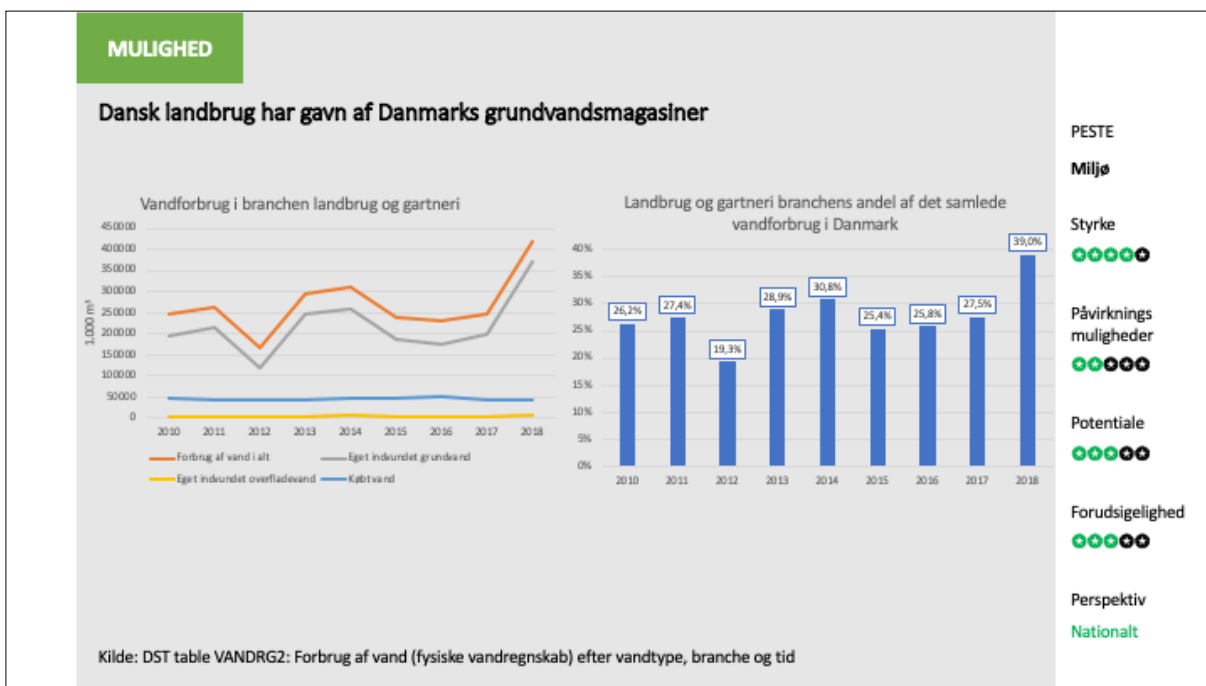 MULIGHED
Dansk landbrug har gavn af Danmarks grundvandsmagasiner
Vandforbrug i branchen landbrug og gartneri
1.000 m³
450000
400000
350000
300000
250000
200000
150000
100000
50000
0
2010 2011 2012 2013 2014 2015 2016 2017 2018
Forbrug af vand i alt Eget indvundet grundvand
Eget indvundet overfladevand Købt vand
Landbrug og gartneri branchens andel af det samlede
vandforbrug i Danmark
40%
35%
30%
25%
20%
15%
10%
5%
0%
26,2% 27,4% 19,3% 28,9% 30,8% 25,4% 25,8% 27,5% 39,0%
2010 2011 2012 2013 2014 2015 2016 2017 2018
Kilde: DST table VANDRG2: Forbrug af vand (fysiske vandregnskab) efter vandtype, branche og tid
PESTE
Miljø
Styrke
Påvirknings
muligheder
Potentiale
Forudsigelighed
Perspektiv
Nationalt